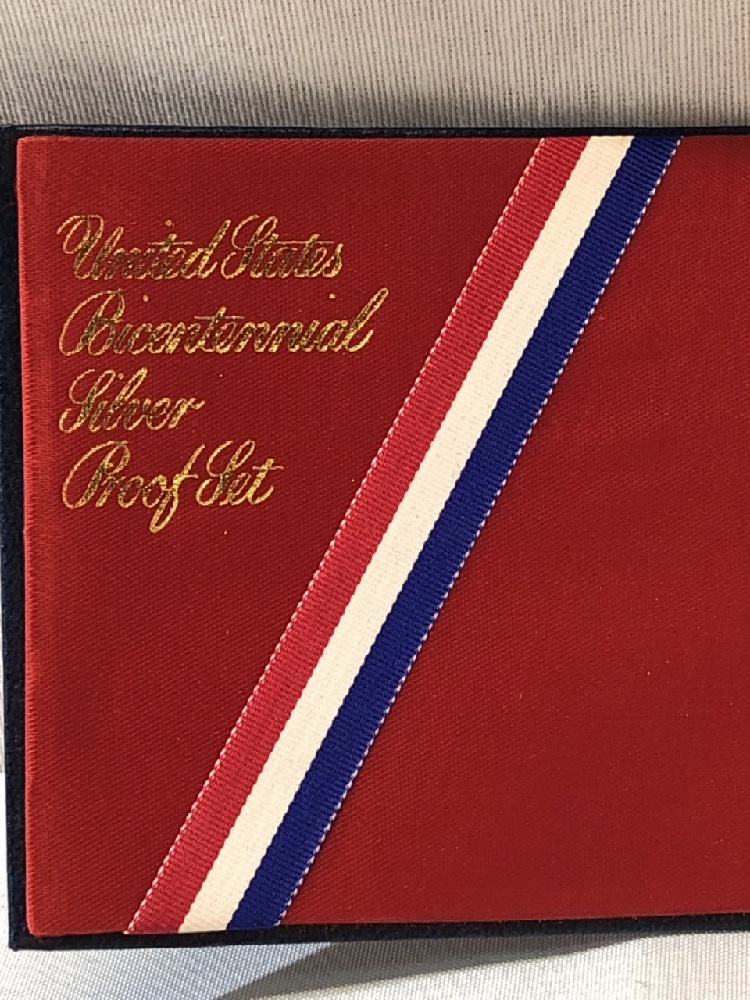 United States
Bicentennial
Silver
Proof Set